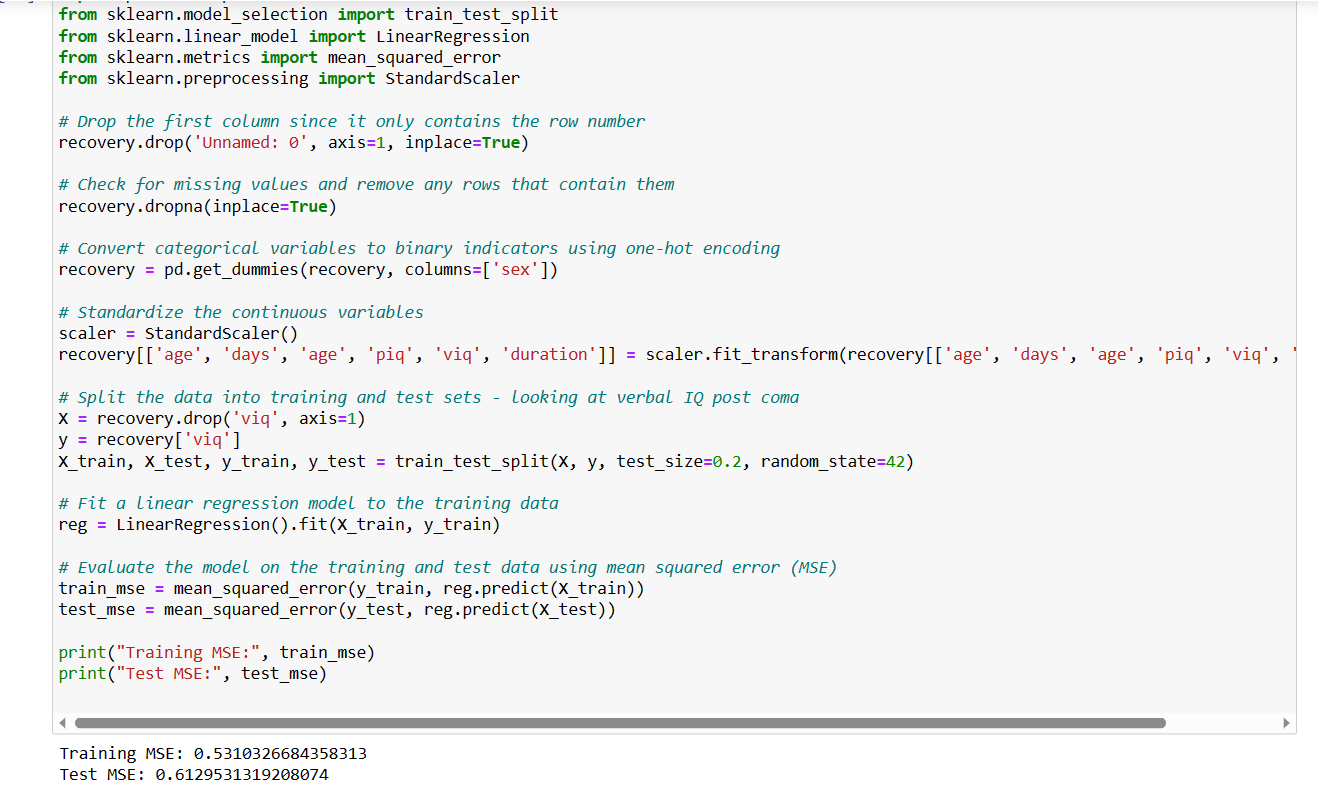 from sklearn.model_selection import train_test_split
from sklearn.linear_model import LinearRegression
from sklearn.metrics import mean_squared_error
from sklearn.preprocessing import StandardScaler
# Drop the first column since it only contains the row number
recovery.drop('Unnamed: 0', axis=1, inplace=True)
# Check for missing values and remove any rows that contain them
recovery.dropna(inplace=True)
# Convert categorical variables to binary indicators using one-hot encoding
recovery = pd.get_dummies(recovery, columns=['sex'])
# Standardize the continuous variables
scaler = StandardScaler()
recovery[['age', 'days', 'age', 'piq', 'viq', 'duration']] = scaler.fit_transform(recovery[['age', 'days', 'age', 'piq', 'viq', '
# Split the data into training and test sets - looking at verbal IQ post coma
X = recovery.drop('viq', axis=1)
y = recovery['viq']
X_train, X_test, y_train, y_test = train_test_split(X, y, test_size=0.2, random_state=42)
# Fit a linear regression model to the training data
reg = LinearRegression().fit(X_train, y_train)
# Evaluate the model on the training and test data using mean squared error (MSE)
train_mse = mean_squared_error(y_train, reg.predict(X_train))
test_mse = mean_squared_error(y_test, reg.predict(X_test))
print("Training MSE:", train_mse)
print("Test MSE:", test_mse)
Training MSE: 0.5310326684358313
Test MSE: 0.6129531319208074